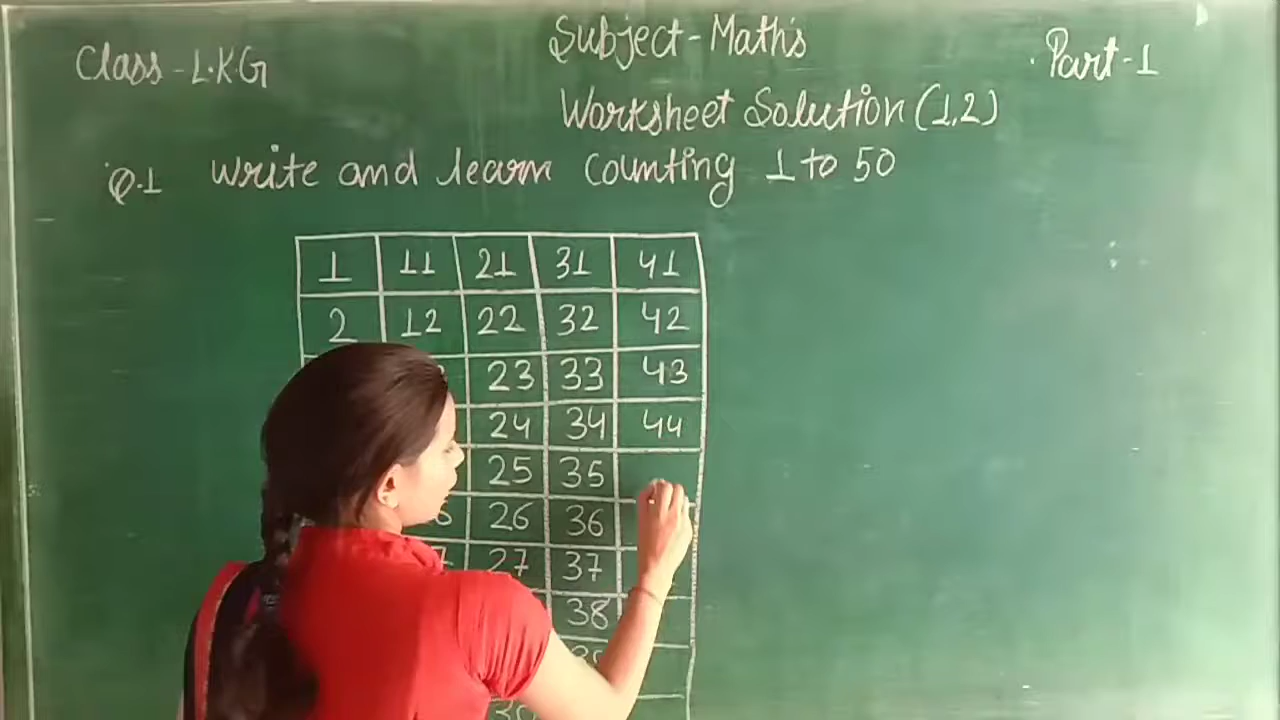 Subject-Maths
Class-L.K.G
Part-1
Worksheet Solution (1,2)
Q.1 write and learn counting 1 to 50
1 11 21 31 41
2 12 22 32 42
23 33 43
24 34 44
25 35
26 36
27 37
38